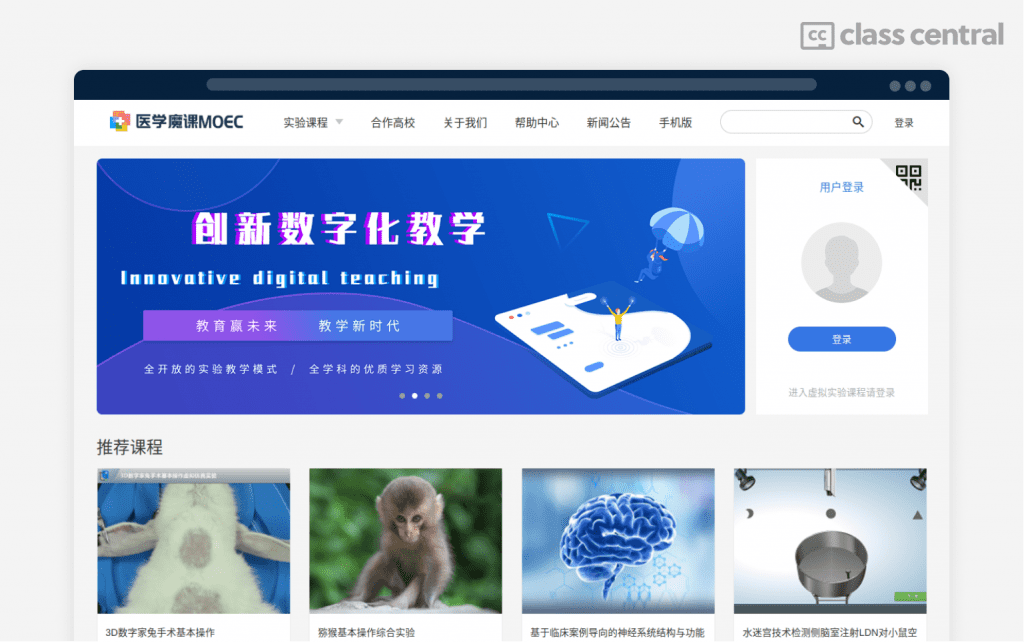 cc class central
医学魔课MOEC
实验课程 合作高校 关于我们 帮助中心 新闻公告 手机版 登录
创新数字化教学
Innovative digital teaching
教育赢未来 教学新时代
全开放的实验教学模式 / 全学科的优质学习资源
用户登录
登录
进入虚拟实验课程请登录
推荐课程
3D数字家兔手术基本操作
猕猴基本操作综合实验
基于临床案例导向的神经系统结构与功能
水迷宫技术检测侧脑室注射LDN对小鼠空